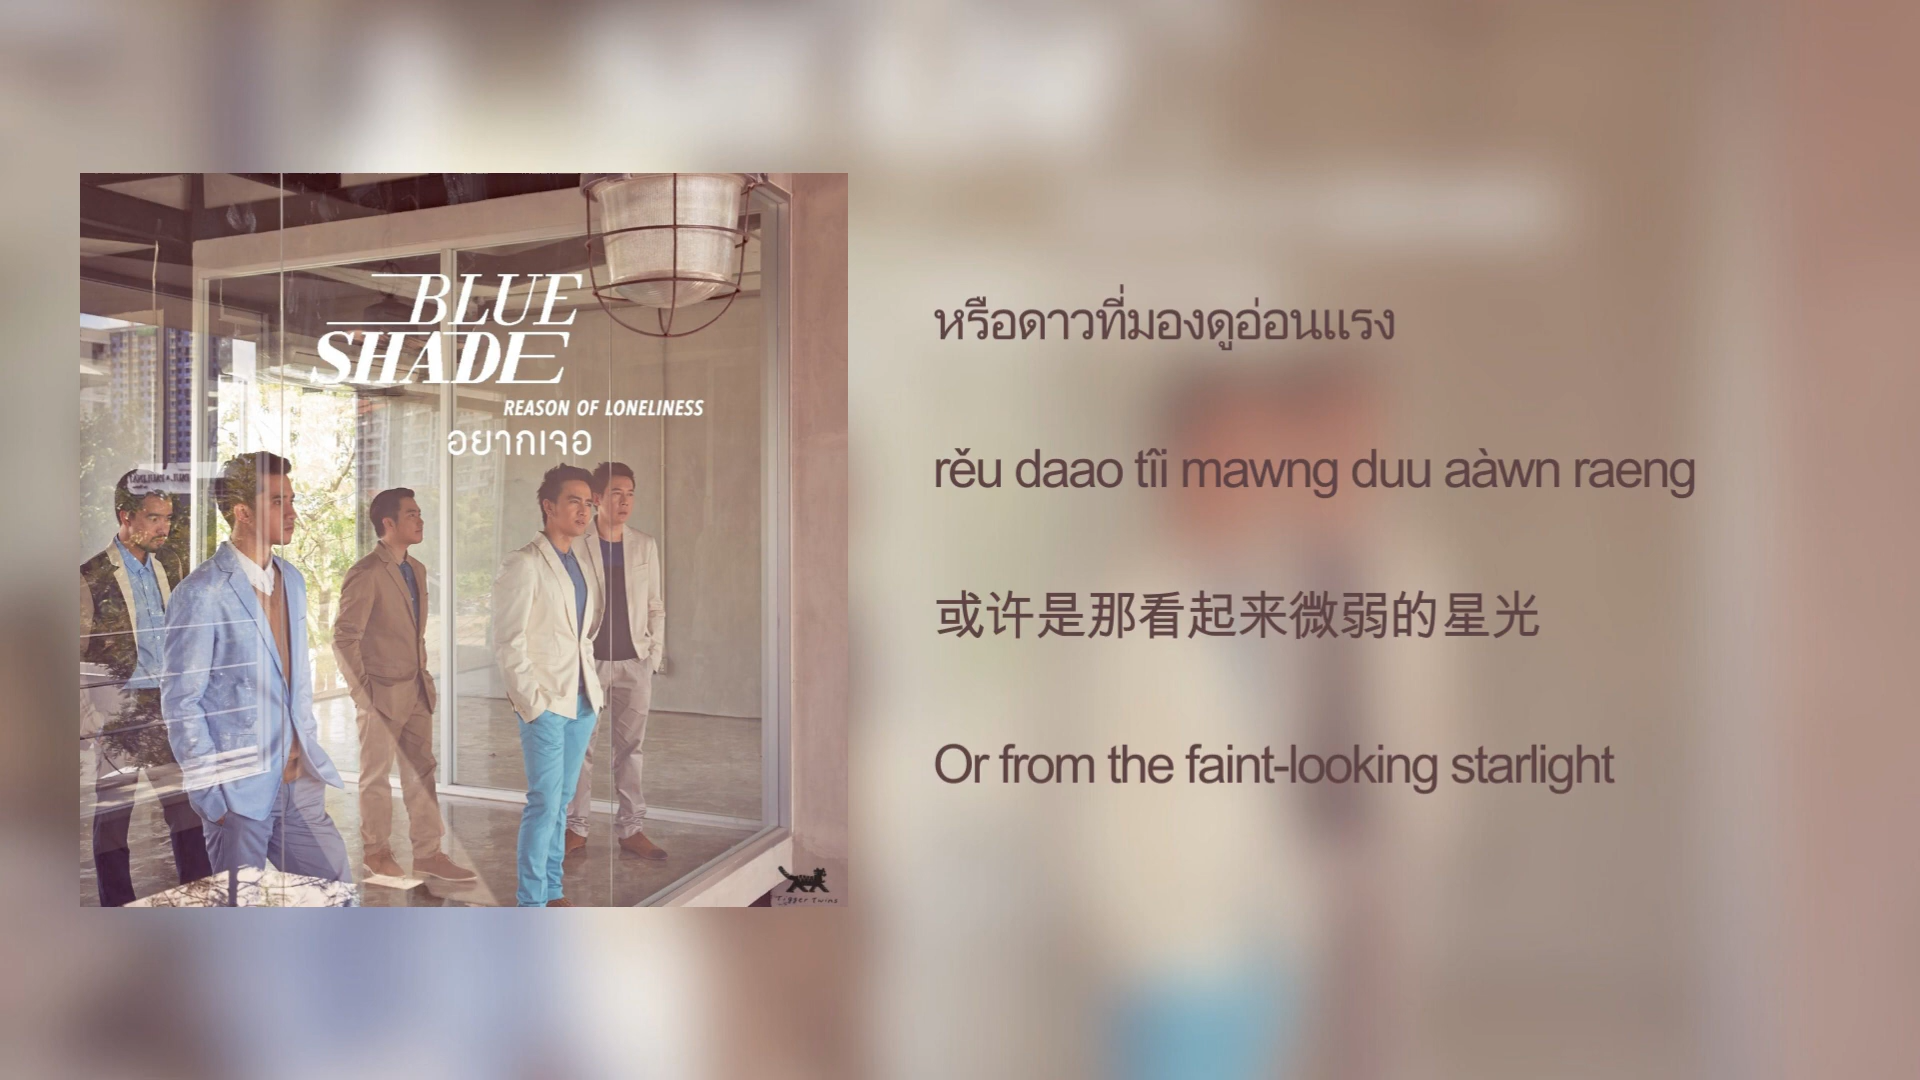 BLUE
SHADE
REASON OF LONELINESS
อยากเจอ
Tigger Twins
หรือดาวที่มองดูอ่อนแรง
rěu daao tîi mawng duu aàwn raeng
或许是那看起来微弱的星光
Or from the faint-looking starlight